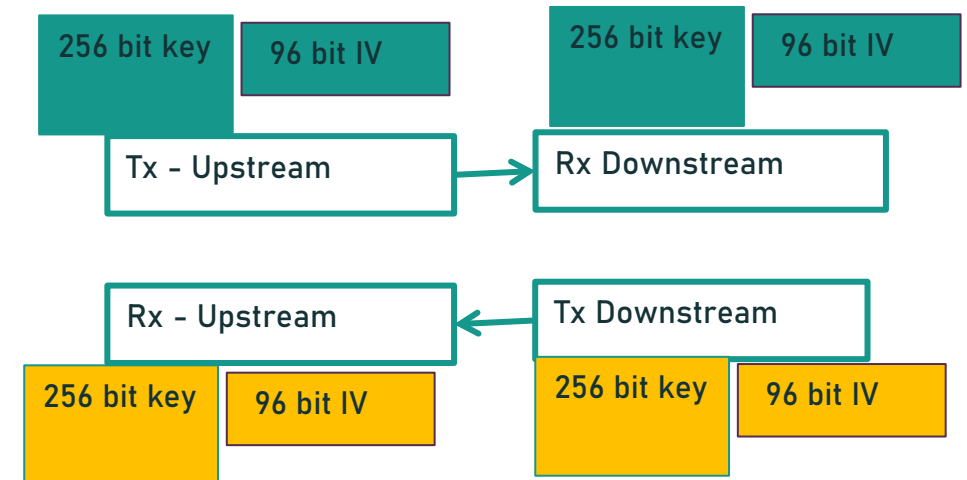 256 bit key
96 bit IV
256 bit key
96 bit IV
Tx - Upstream
Rx Downstream
Rx - Upstream
Tx Downstream
256 bit key
96 bit IV
256 bit key
96 bit IV